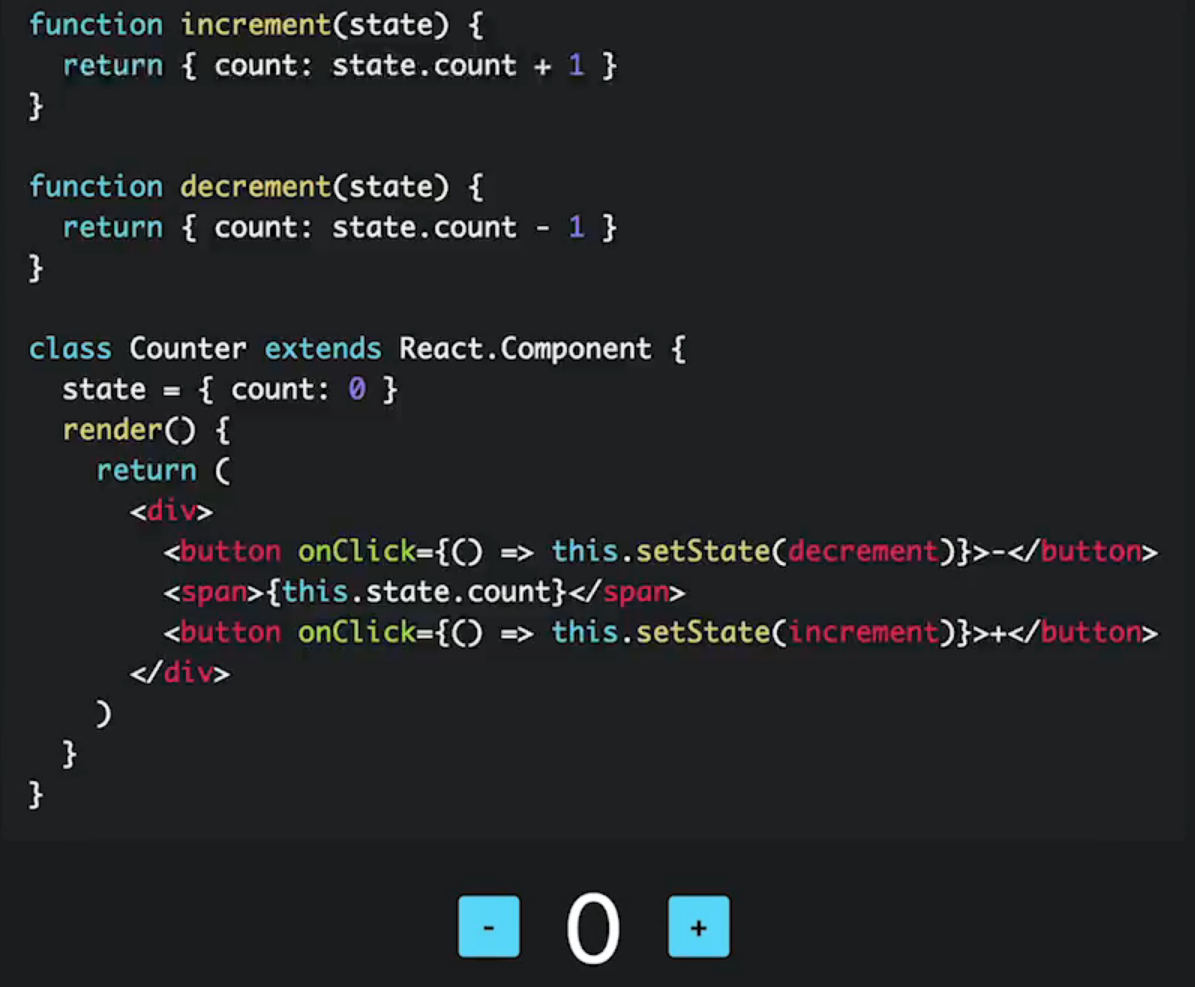 function increment(state) {
  return { count: state.count + 1 }
}

function decrement(state) {
  return { count: state.count - 1 }
}

class Counter extends React.Component {
  state = { count: 0 }
  render() {
    return (
      <div>
        <button onClick={() => this.setState(decrement)}>-</button>
        <span>{this.state.count}</span>
        <button onClick={() => this.setState(increment)}>+</button>
      </div>
    )
  }
}
- 0 +